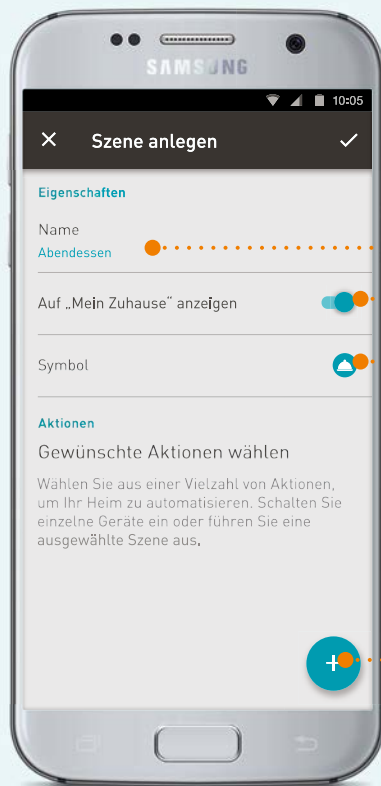 SAMSUNG
10:05
Szene anlegen
Eigenschaften
Name
Abendessen
Auf „Mein Zuhause“ anzeigen
Symbol
Aktionen
Gewünschte Aktionen wählen
Wählen Sie aus einer Vielzahl von Aktionen,
um Ihr Heim zu automatisieren. Schalten Sie
einzelne Geräte ein oder führen Sie eine
ausgewählte Szene aus.